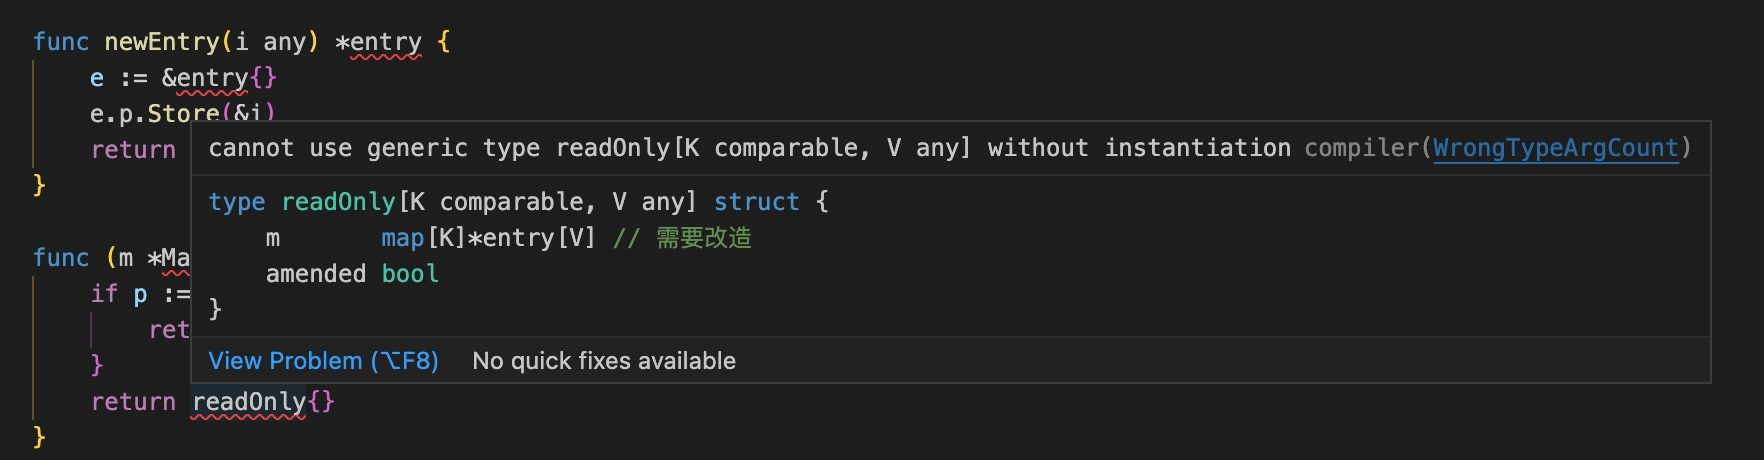 func newEntry(i any) *entry {
e := &entry{}
e.p.Store(&i)
return
}
cannot use generic type readOnly[K comparable, V any] without instantiation compiler(WrongTypeArgCount)
type readOnly[K comparable, V any] struct {
m map[K]*entry[V] // 需要改造
amended bool
}
View Problem (⌥F8) No quick fixes available
func (m *Ma
if p :=
ret
}
return readOnly{}
}